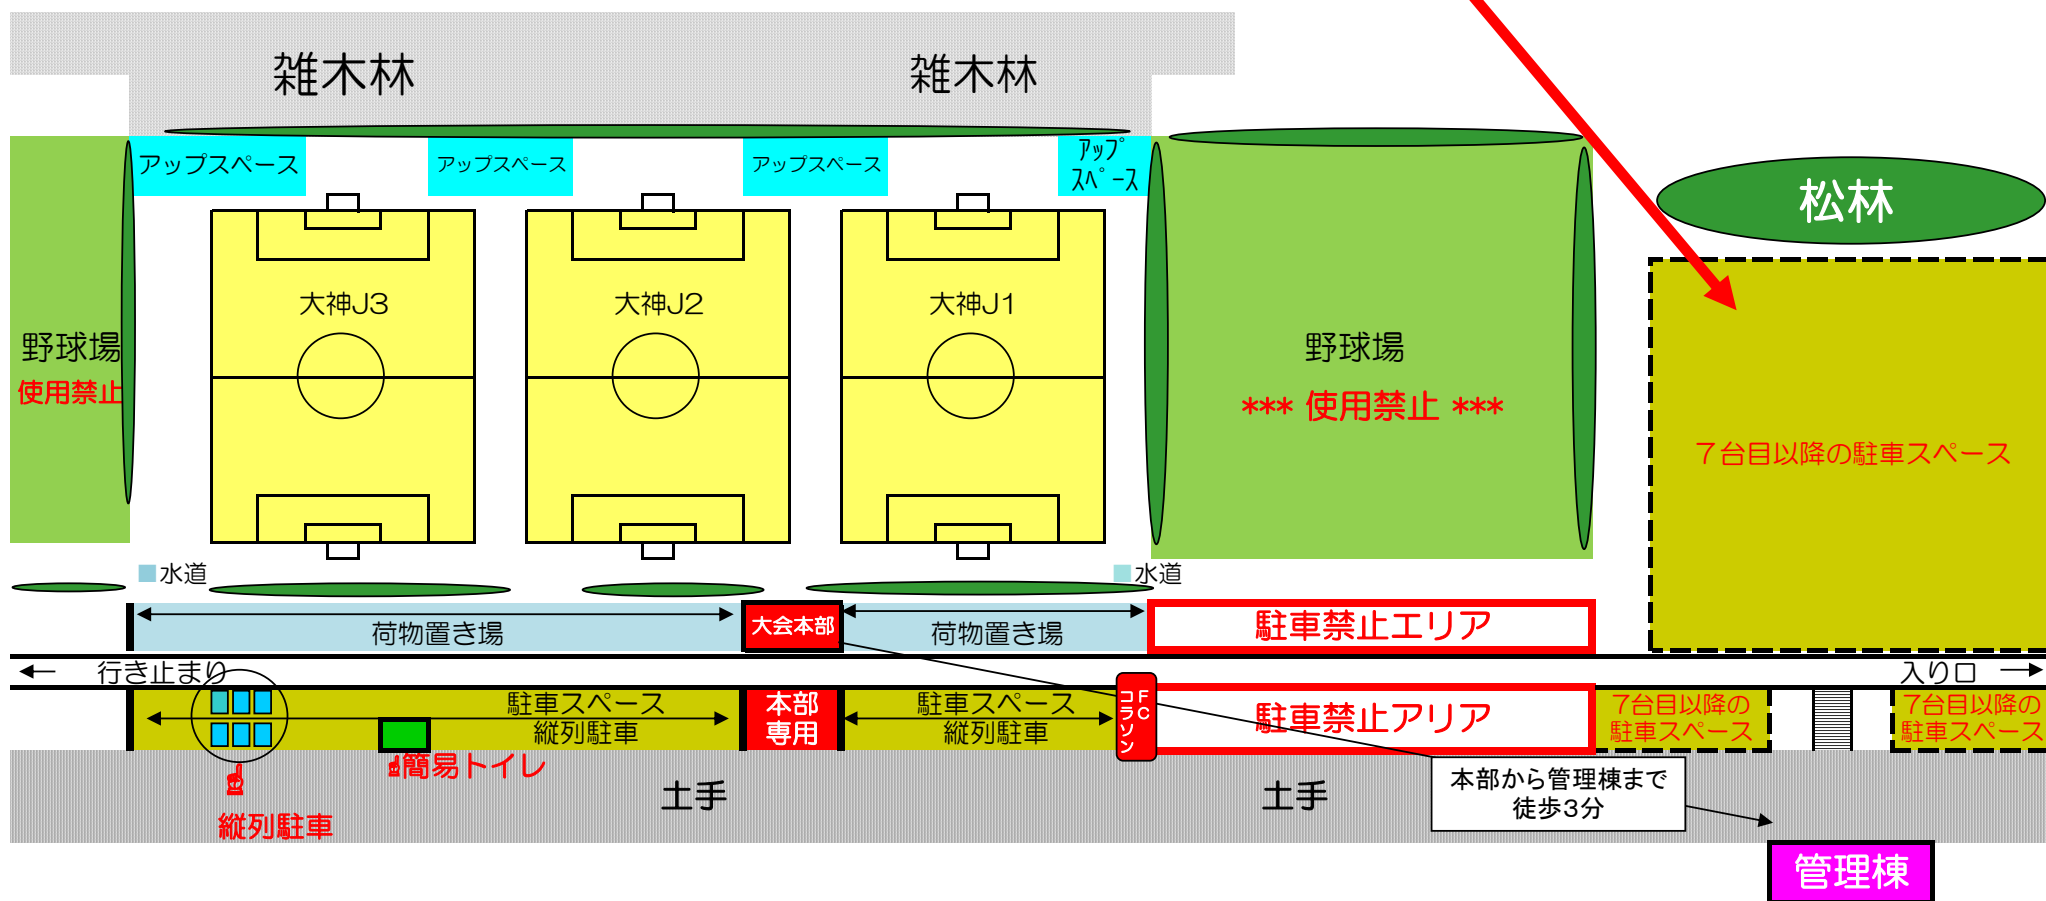 雑木林
雑木林
アップスペース
アップスペース
アップスペース
アップ
スペース
松林
大神J3
大神J2
大神J1
野球場
使用禁止
野球場
*** 使用禁止 ***
7台目以降の駐車スペース
水道
水道
荷物置き場
大会本部
荷物置き場
駐車禁止エリア
行き止まり
入り口
駐車スペース
縦列駐車
本部
専用
駐車スペース
縦列駐車
FC
コラソン
駐車禁止アリア
7台目以降の
駐車スペース
7台目以降の
駐車スペース
☝簡易トイレ
☝
縦列駐車
土手
土手
本部から管理棟まで
徒歩3分
管理棟